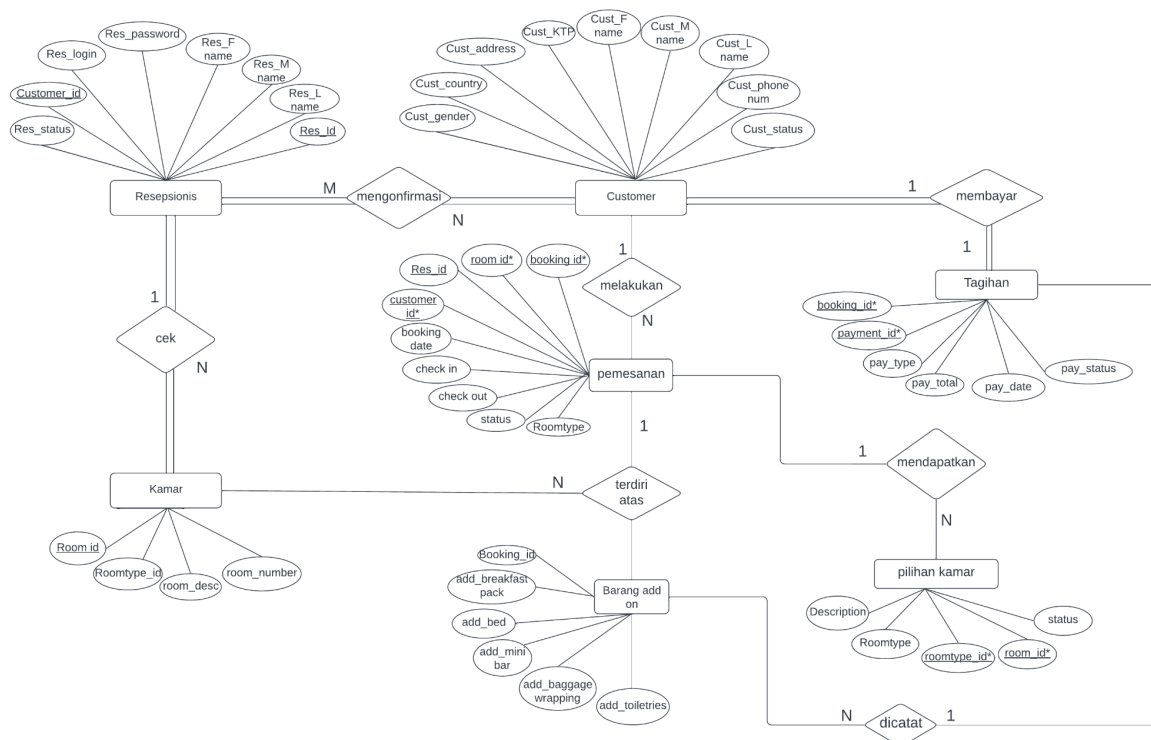 Res_password
Res_login
Res_F
name
Res_M
name
Customer_id
Res_L
name
Res_status
Res_Id
Cust_KTP
Cust_F
name
Cust_M
name
Cust_address
Cust_L
name
Cust_country
Cust_phone
num
Cust_gender
Cust_status
Resepsionis
M
mengonfirmasi
N
Customer
1
membayar
1
Tagihan
booking_id*
payment_id*
pay_type
pay_total
pay_date
pay_status
1
melakukan
N
Res_id
room id*
booking id*
customer
id*
booking
date
check in
check out
status
Roomtype
pemesanan
1
cek
N
1
1
mendapatkan
N
Kamar
N
terdiri
atas
Room id
Roomtype_id
room_desc
room_number
Booking_id
add_breakfast
pack
add_bed
add_mini
bar
add_baggage
wrapping
add_toiletries
Barang add
on
pilihan kamar
Description
Roomtype
roomtype_id*
room_id*
status
N
dicatat
1